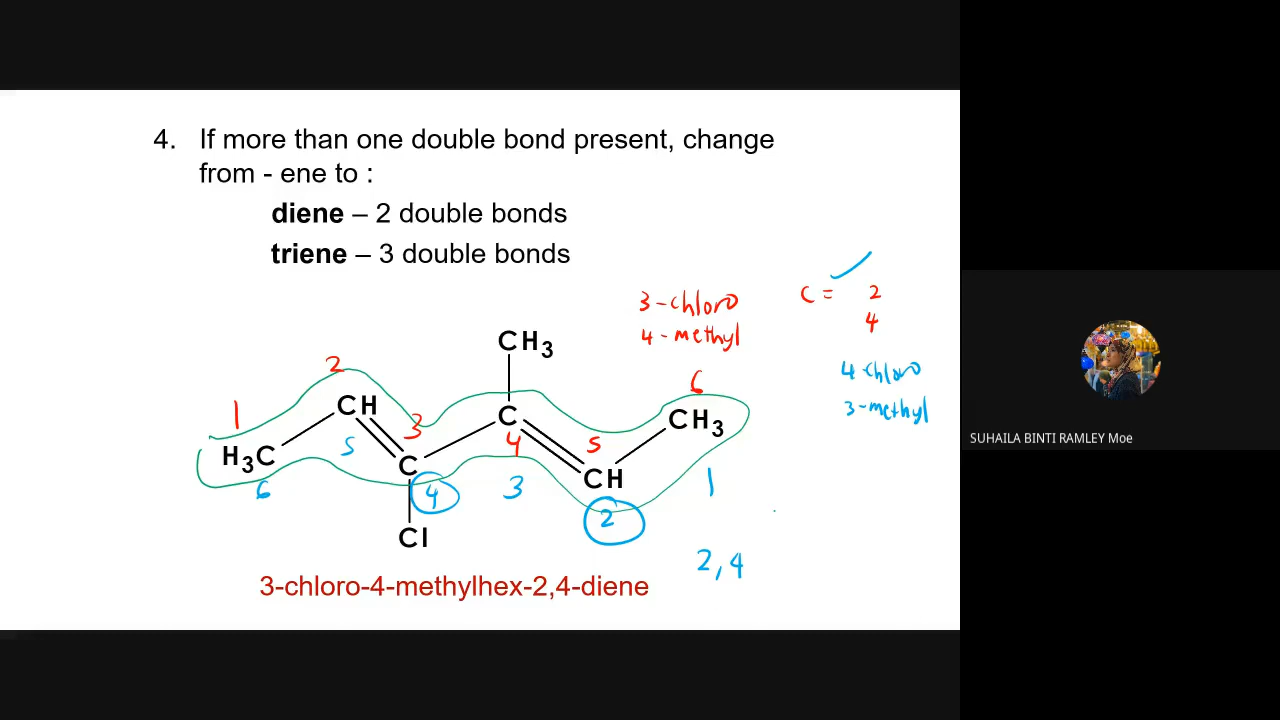 4. If more than one double bond present, change
from - ene to :
diene – 2 double bonds
triene – 3 double bonds
3-chloro
4-methyl
C = 2
4
4-chloro
3-methyl
CH3
1 2 3 4 5 6
H3C CH C C CH CH3
6 5 4 3 2 1
Cl
2,4
3-chloro-4-methylhex-2,4-diene
SUHAILA BINTI RAMLEY Moe